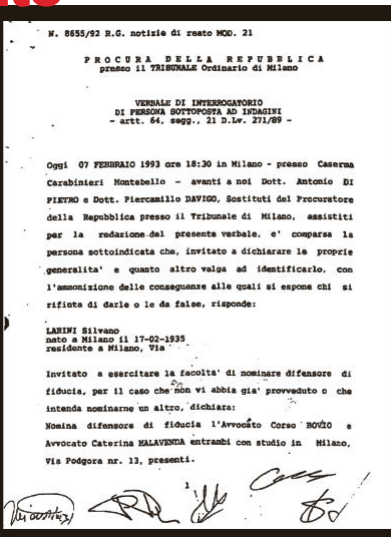 N. 8655/92 R.G. notizie di reato MOD. 21
PROCURA DELLA REPUBBLICA
presso il TRIBUNALE Ordinario di Milano
VERBALE DI INTERROGATORIO
DI PERSONA SOTTOPOSTA AD INDAGINI
- artt. 64, segg., 21 D.Lv. 271/89 -
Oggi 07 FEBBRAIO 1993 ore 18:30 in Milano - presso Caserma
Carabinieri Montebello - avanti a noi Dott. Antonio DI
PIETRO e Dott. Piercamillo DAVIGO, Sostituti del Procuratore
della Repubblica presso il Tribunale di Milano, assistiti
per la redazione del presente verbale, e' comparsa la
persona sottoindicata che, invitato a dichiarare le proprie
generalita' e quanto altro valga ad identificarlo, con
l'ammonizione delle conseguenze alle quali si espone chi si
rifiuta di darle o le da false, risponde:
LARINI Silvano
nato a Milano il 17-02-1935
residente a Milano, Via
Invitato a esercitare la facolta' di nominare difensore di
fiducia, per il caso che non vi abbia gia' provveduto o che
intenda nominarne un altro, dichiara:
Nomina difensore di fiducia l'Avvocato Corso BOVIO e
Avvocato Caterina MALAVENDA entrambi con studio in Milano,
Via Podgora nr. 13, presenti.
1